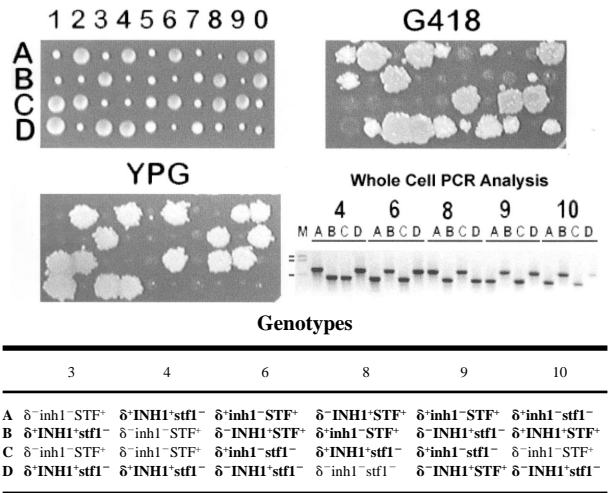 1 2 3 4 5 6 7 8 9 0
A
B
C
D
G418
YPG
Whole Cell PCR Analysis
4 6 8 9 10
M A B C D A B C D A B C D A B C D A B C D
Genotypes
3 4 6 8 9 10
A δ⁻inh1⁻STF⁺ δ⁺INH1⁺stf1⁻ δ⁺inh1⁻STF⁺ δ⁻INH1⁺STF⁺ δ⁺inh1⁻STF⁺ δ⁺inh1⁻stf1⁻
B δ⁺INH1⁺stf1⁻ δ⁻inh1⁻STF⁺ δ⁻INH1⁺STF⁺ δ⁺inh1⁻STF⁺ δ⁻INH1⁺stf1⁻ δ⁺INH1⁺STF⁺
C δ⁻inh1⁻STF⁺ δ⁻inh1⁻STF⁺ δ⁺inh1⁻stf1⁻ δ⁺INH1⁺stf1⁻ δ⁺inh1⁻stf1⁻ δ⁻inh1⁻STF⁺
D δ⁺INH1⁺stf1⁻ δ⁺INH1⁺stf1⁻ δ⁻INH1⁺stf1⁻ δ⁻inh1⁻stf1⁻ δ⁻INH1⁺STF⁺ δ⁻INH1⁺stf1⁻